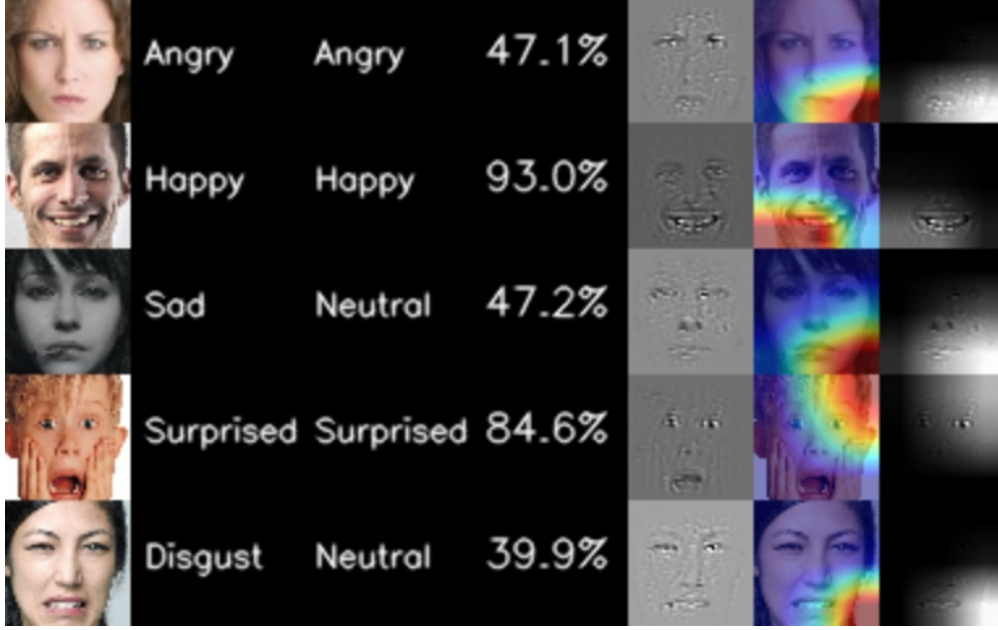 Angry Angry 47.1%
Happy Happy 93.0%
Sad Neutral 47.2%
Surprised Surprised 84.6%
Disgust Neutral 39.9%